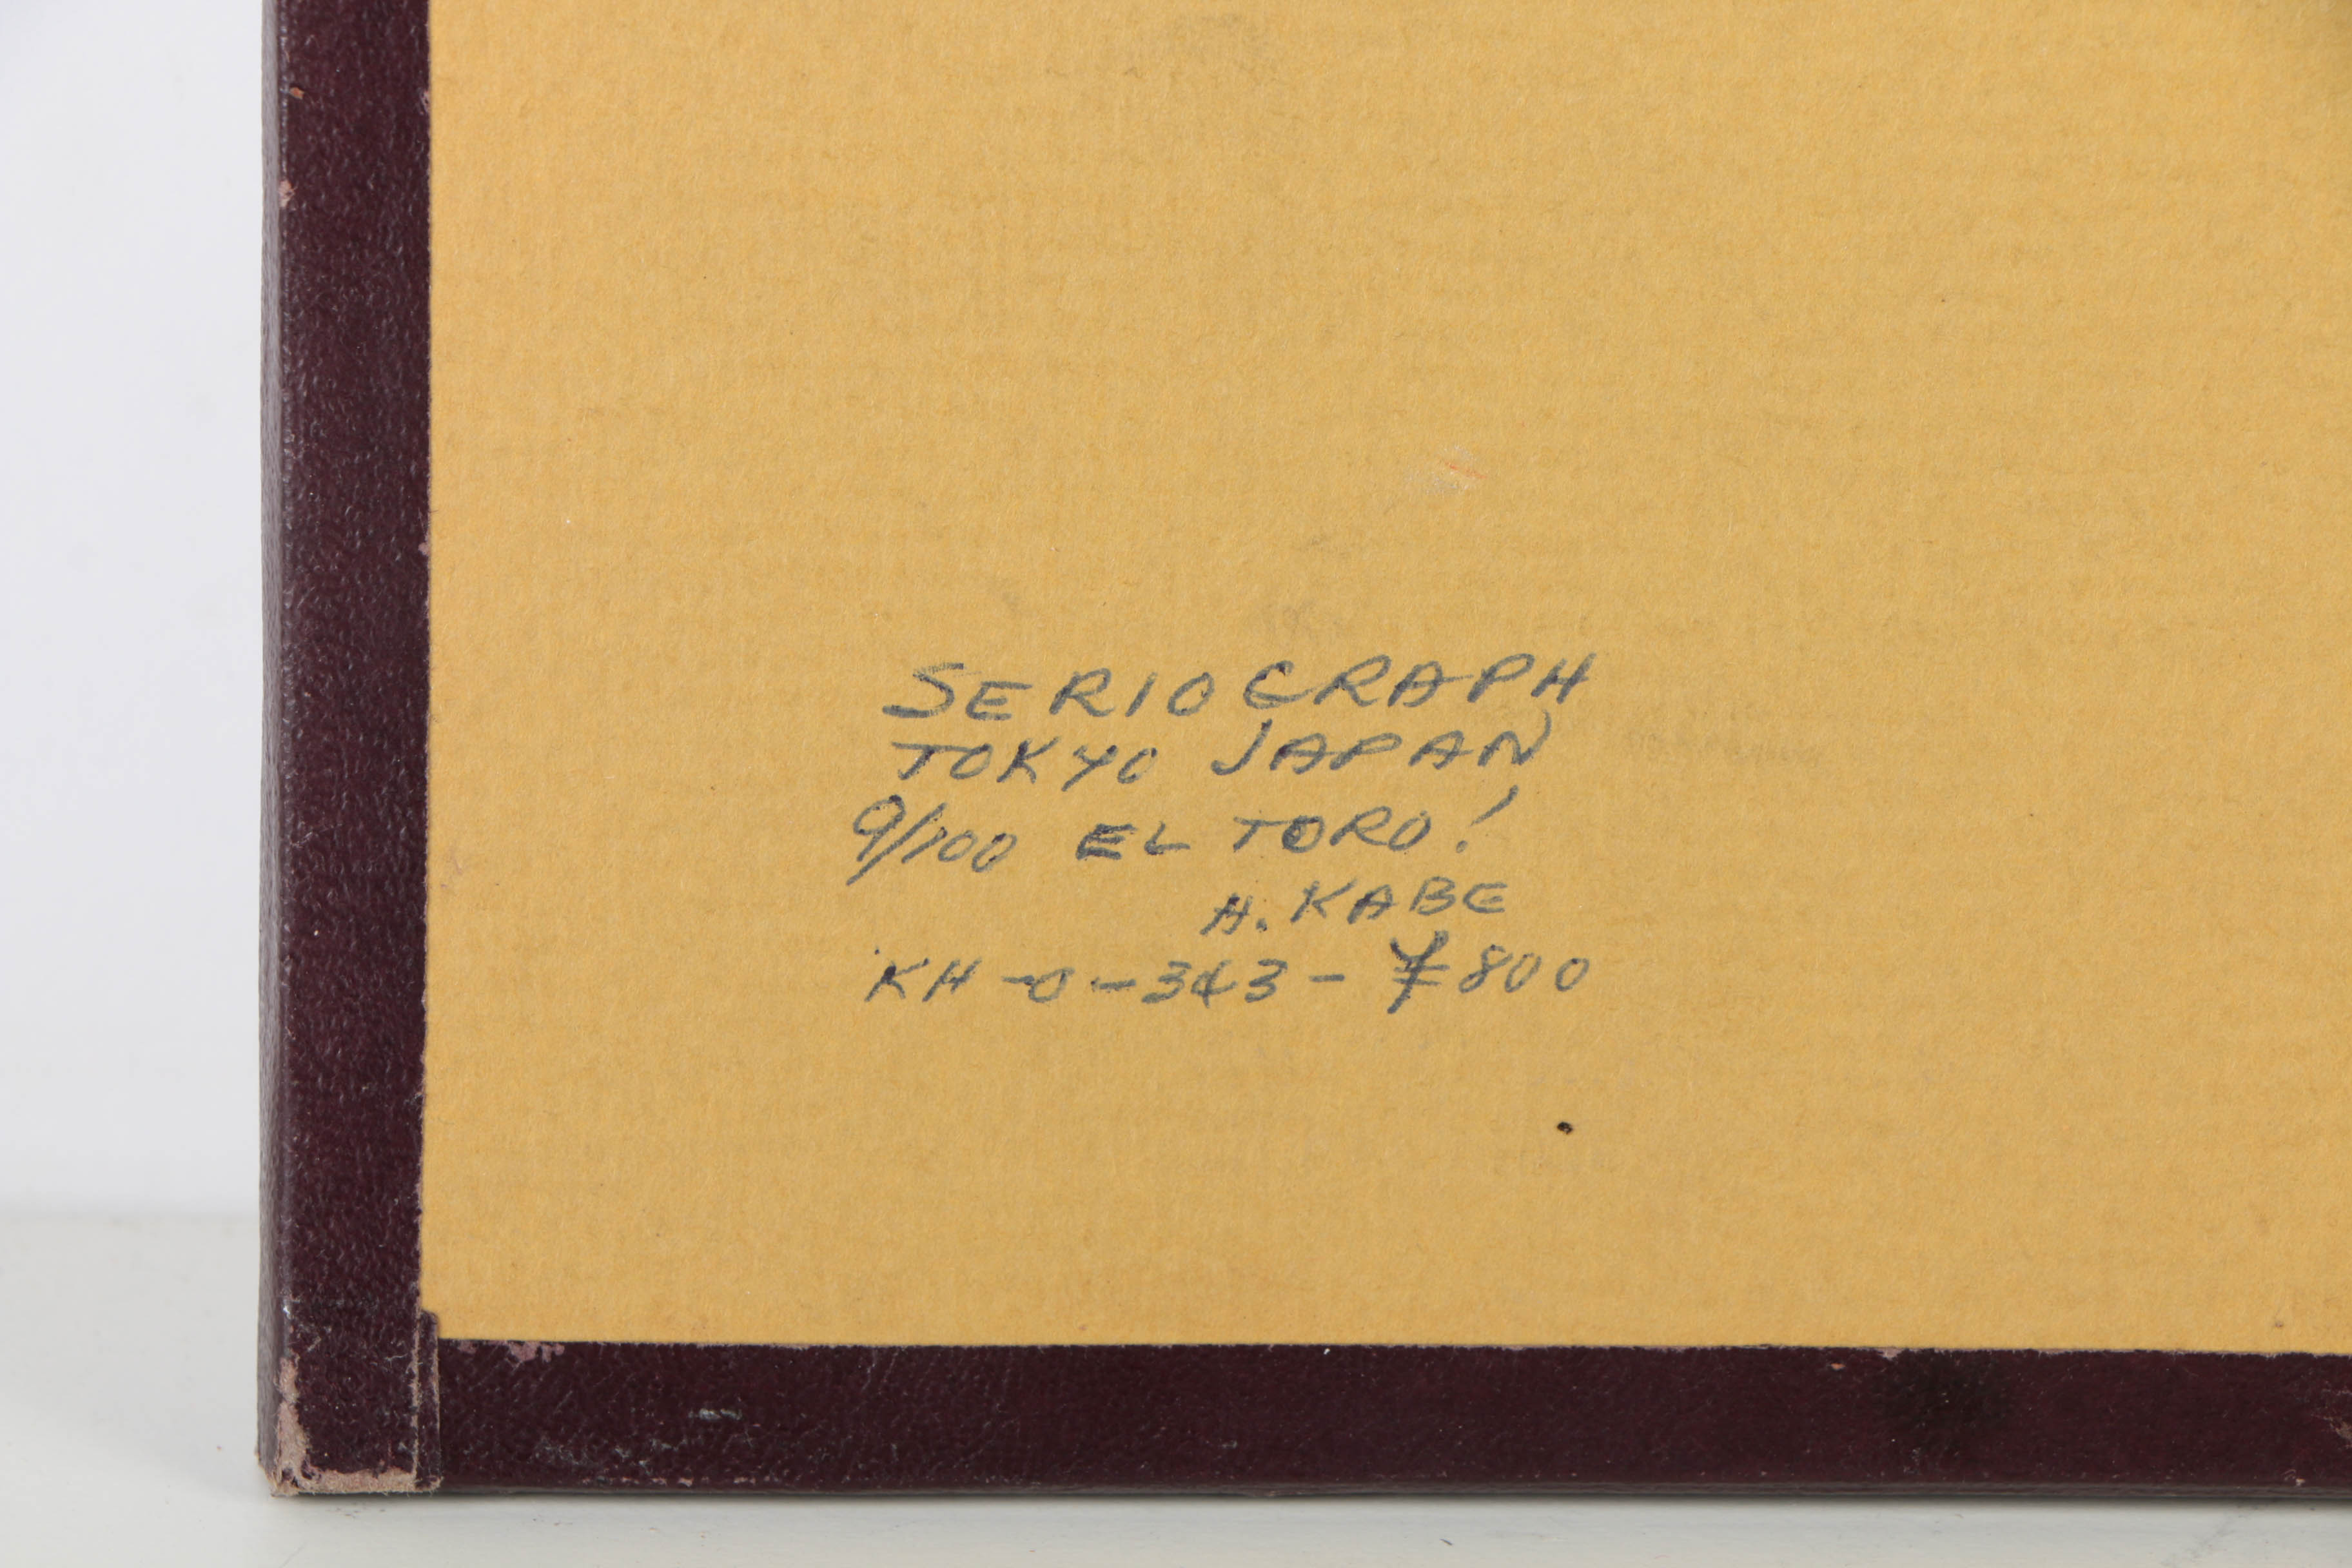 SERIOGRAPH
TOKYO JAPAN
9/100 EL TORO!
H. KABE
KH-0-343-¥800